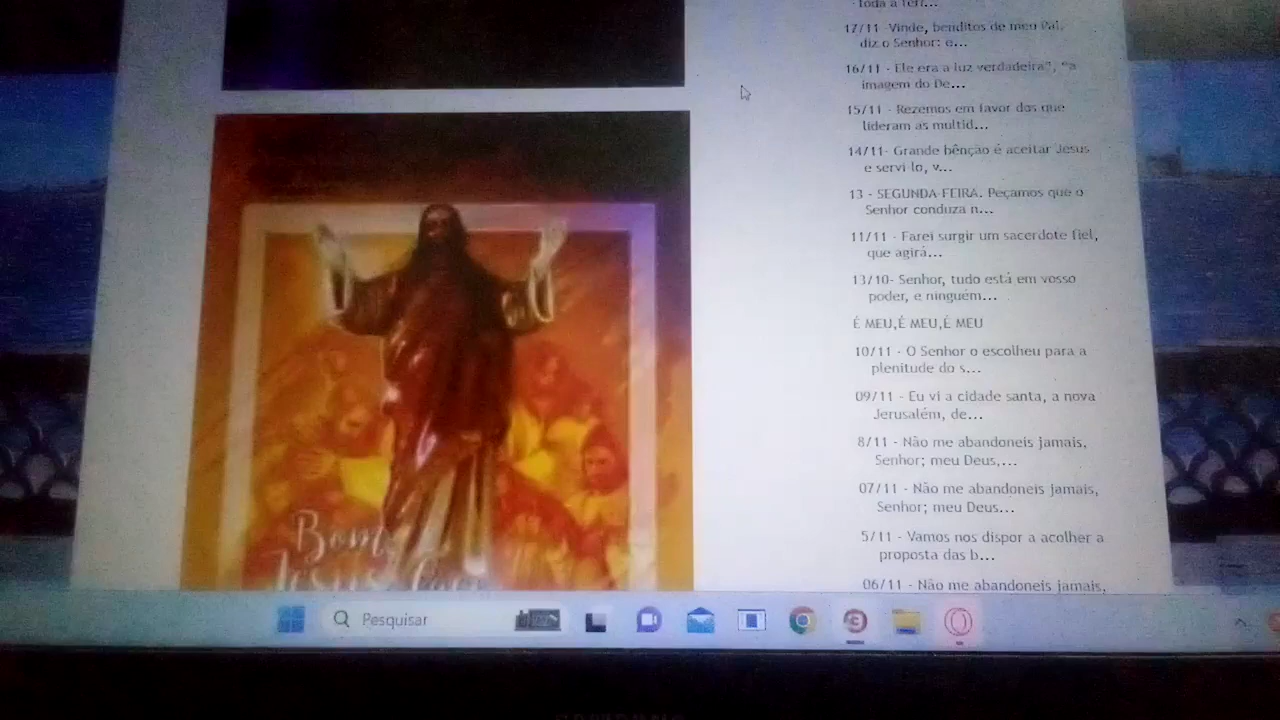 toda a terr...
17/11 -Vinde, benditos de meu Pai,
diz o Senhor: e...
16/11 - Ele era a luz verdadeira”, “a
imagem do De...
15/11 - Rezemos em favor dos que
lideram as multid...
14/11- Grande bênção é aceitar Jesus
e servi-lo, v...
13 - SEGUNDA-FEIRA. Peçamos que o
Senhor conduza n...
11/11 - Farei surgir um sacerdote fiel,
que agirá...
13/10- Senhor, tudo está em vosso
poder, e ninguém...
É MEU,É MEU,É MEU
10/11 - O Senhor o escolheu para a
plenitude do s...
09/11 - Eu vi a cidade santa, a nova
Jerusalém, de...
8/11 - Não me abandoneis jamais,
Senhor; meu Deus,...
07/11 - Não me abandoneis jamais,
Senhor; meu Deus...
5/11 - Vamos nos dispor a acolher a
proposta das b...
06/11 - Não me abandoneis jamais,
Bom
Jesus
Pesquisar